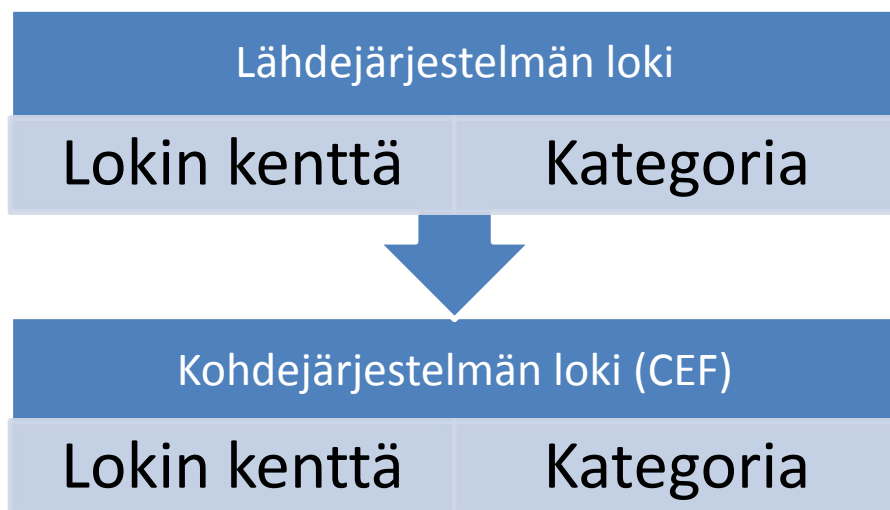 Lähdejärjestelmän loki
Lokin kenttä Kategoria
Kohdejärjestelmän loki (CEF)
Lokin kenttä Kategoria